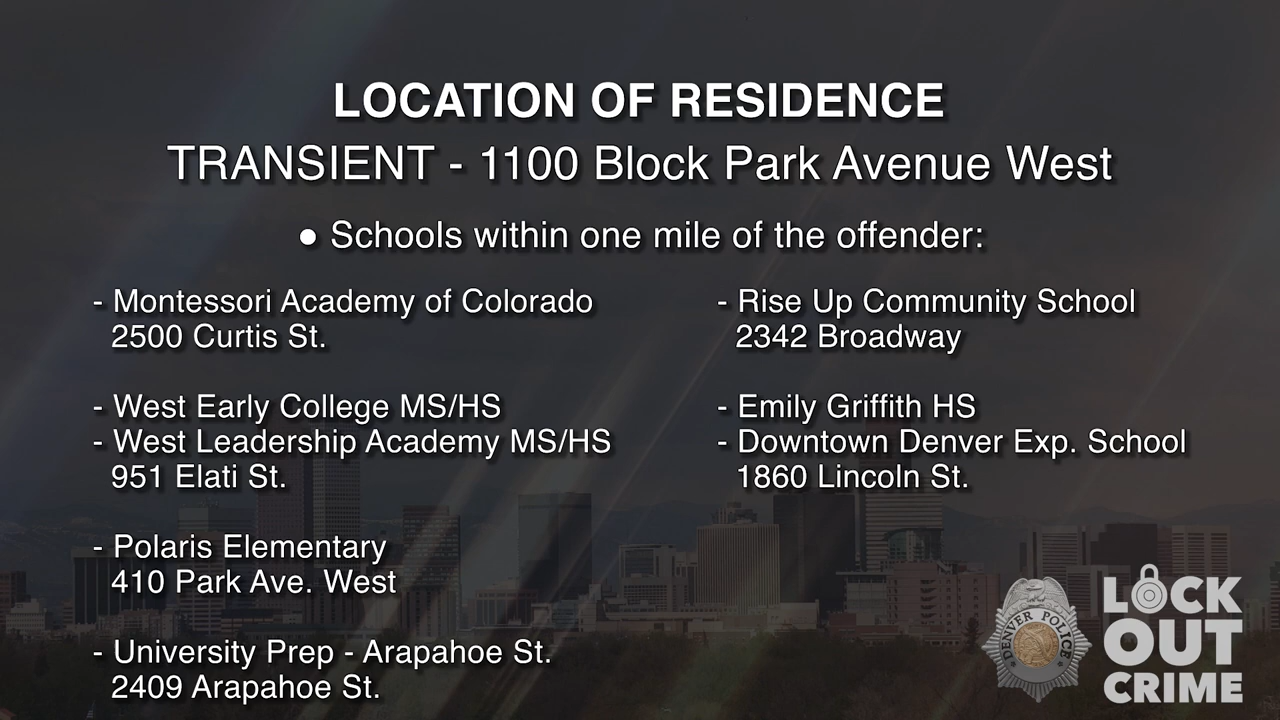 LOCATION OF RESIDENCE
TRANSIENT - 1100 Block Park Avenue West
● Schools within one mile of the offender:
- Montessori Academy of Colorado
2500 Curtis St.
- West Early College MS/HS
- West Leadership Academy MS/HS
951 Elati St.
- Polaris Elementary
410 Park Ave. West
- University Prep - Arapahoe St.
2409 Arapahoe St.
- Rise Up Community School
2342 Broadway
- Emily Griffith HS
- Downtown Denver Exp. School
1860 Lincoln St.
DENVER POLICE
LOCK
OUT
CRIME